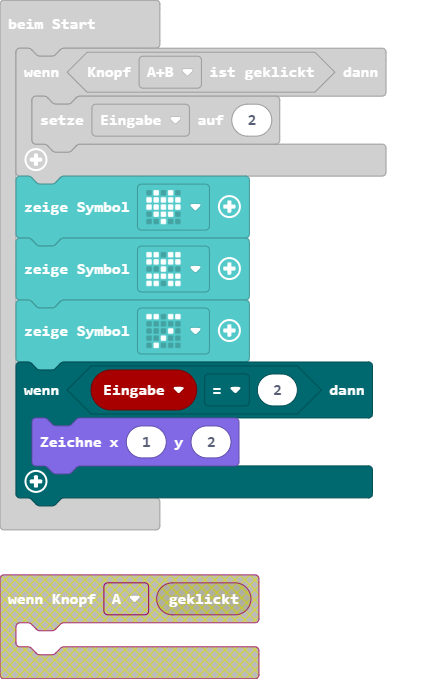 beim Start
wenn Knopf A+B ist geklickt dann
setze Eingabe auf 2
zeige Symbol
zeige Symbol
zeige Symbol
wenn Eingabe = 2 dann
Zeichne x 1 y 2
wenn Knopf A geklickt